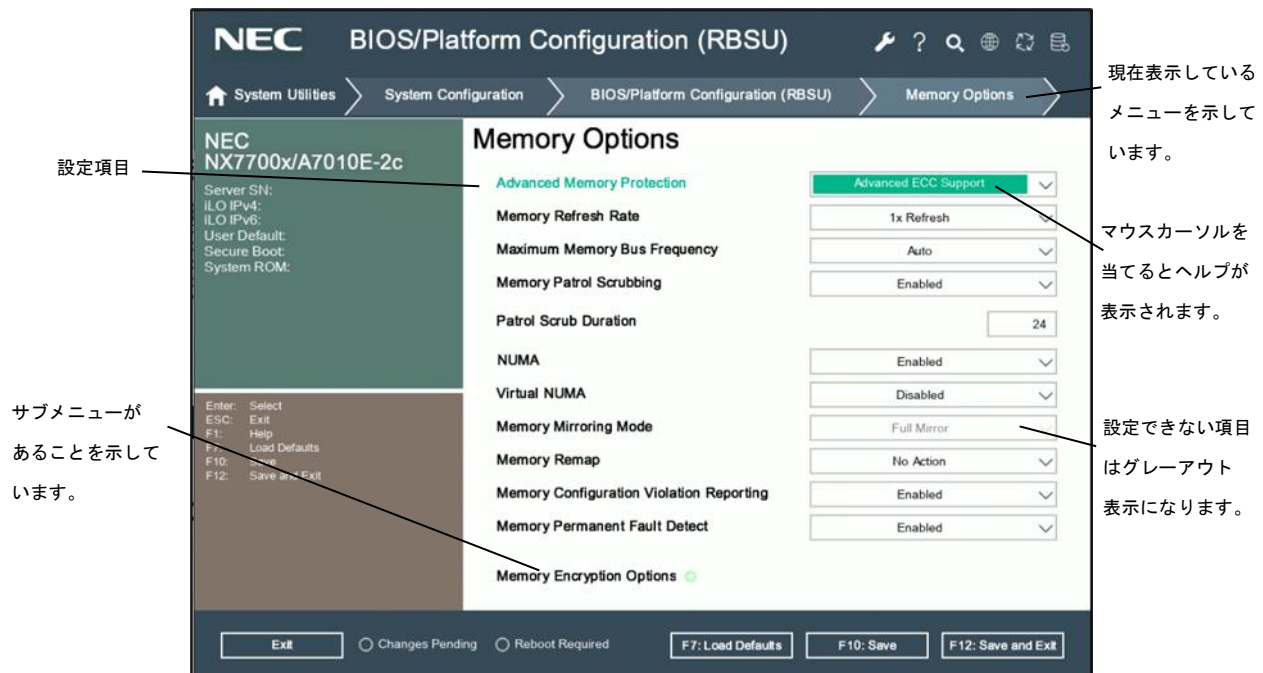 NEC BIOS/Platform Configuration (RBSU)
System Utilities
System Configuration
BIOS/Platform Configuration (RBSU)
Memory Options
現在表示している
メニューを示して
います。
NEC
NX7700x/A7010E-2c
Server SN:
iLO IPv4:
iLO IPv6:
User Default:
Secure Boot:
System ROM:
設定項目
Memory Options
Advanced Memory Protection Advanced ECC Support
Memory Refresh Rate 1x Refresh
Maximum Memory Bus Frequency Auto
Memory Patrol Scrubbing Enabled
Patrol Scrub Duration 24
NUMA Enabled
Virtual NUMA Disabled
Memory Mirroring Mode Full Mirror
Memory Remap No Action
Memory Configuration Violation Reporting Enabled
Memory Permanent Fault Detect Enabled
Memory Encryption Options
マウスカーソルを
当てるとヘルプが
表示されます。
設定できない項目
はグレーアウト
表示になります。
サブメニューが
あることを示して
います。
Enter: Select
ESC: Exit
F1: Help
F7: Load Defaults
F10: Save
F12: Save and Exit
Exit
Changes Pending
Reboot Required
F7: Load Defaults
F10: Save
F12: Save and Exit